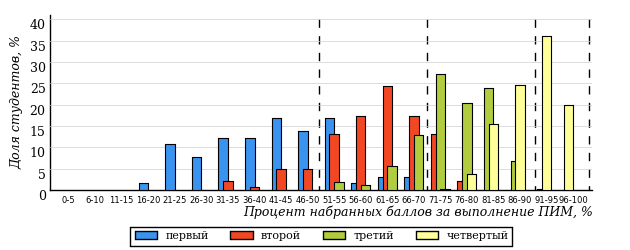 40
35
30
25
20
15
10
5
0
Доля студентов, %
0-5 6-10 11-15 16-20 21-25 26-30 31-35 36-40 41-45 46-50 51-55 56-60 61-65 66-70 71-75 76-80 81-85 86-90 91-95 96-100
Процент набранных баллов за выполнение ПИМ, %
первый второй третий четвертый